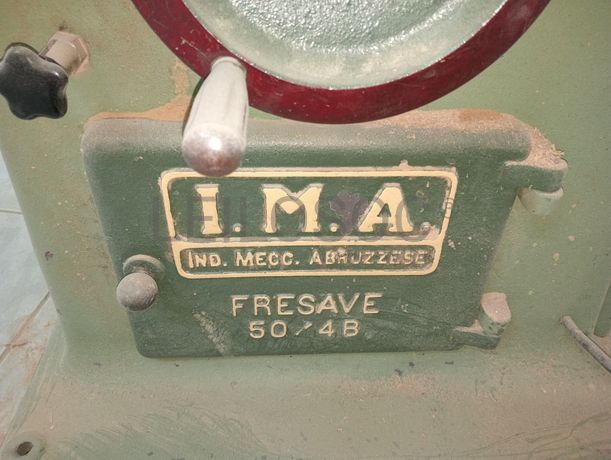 I.M.A.
IND. MECC. ABRUZZESE
FRESAVE
50/4B